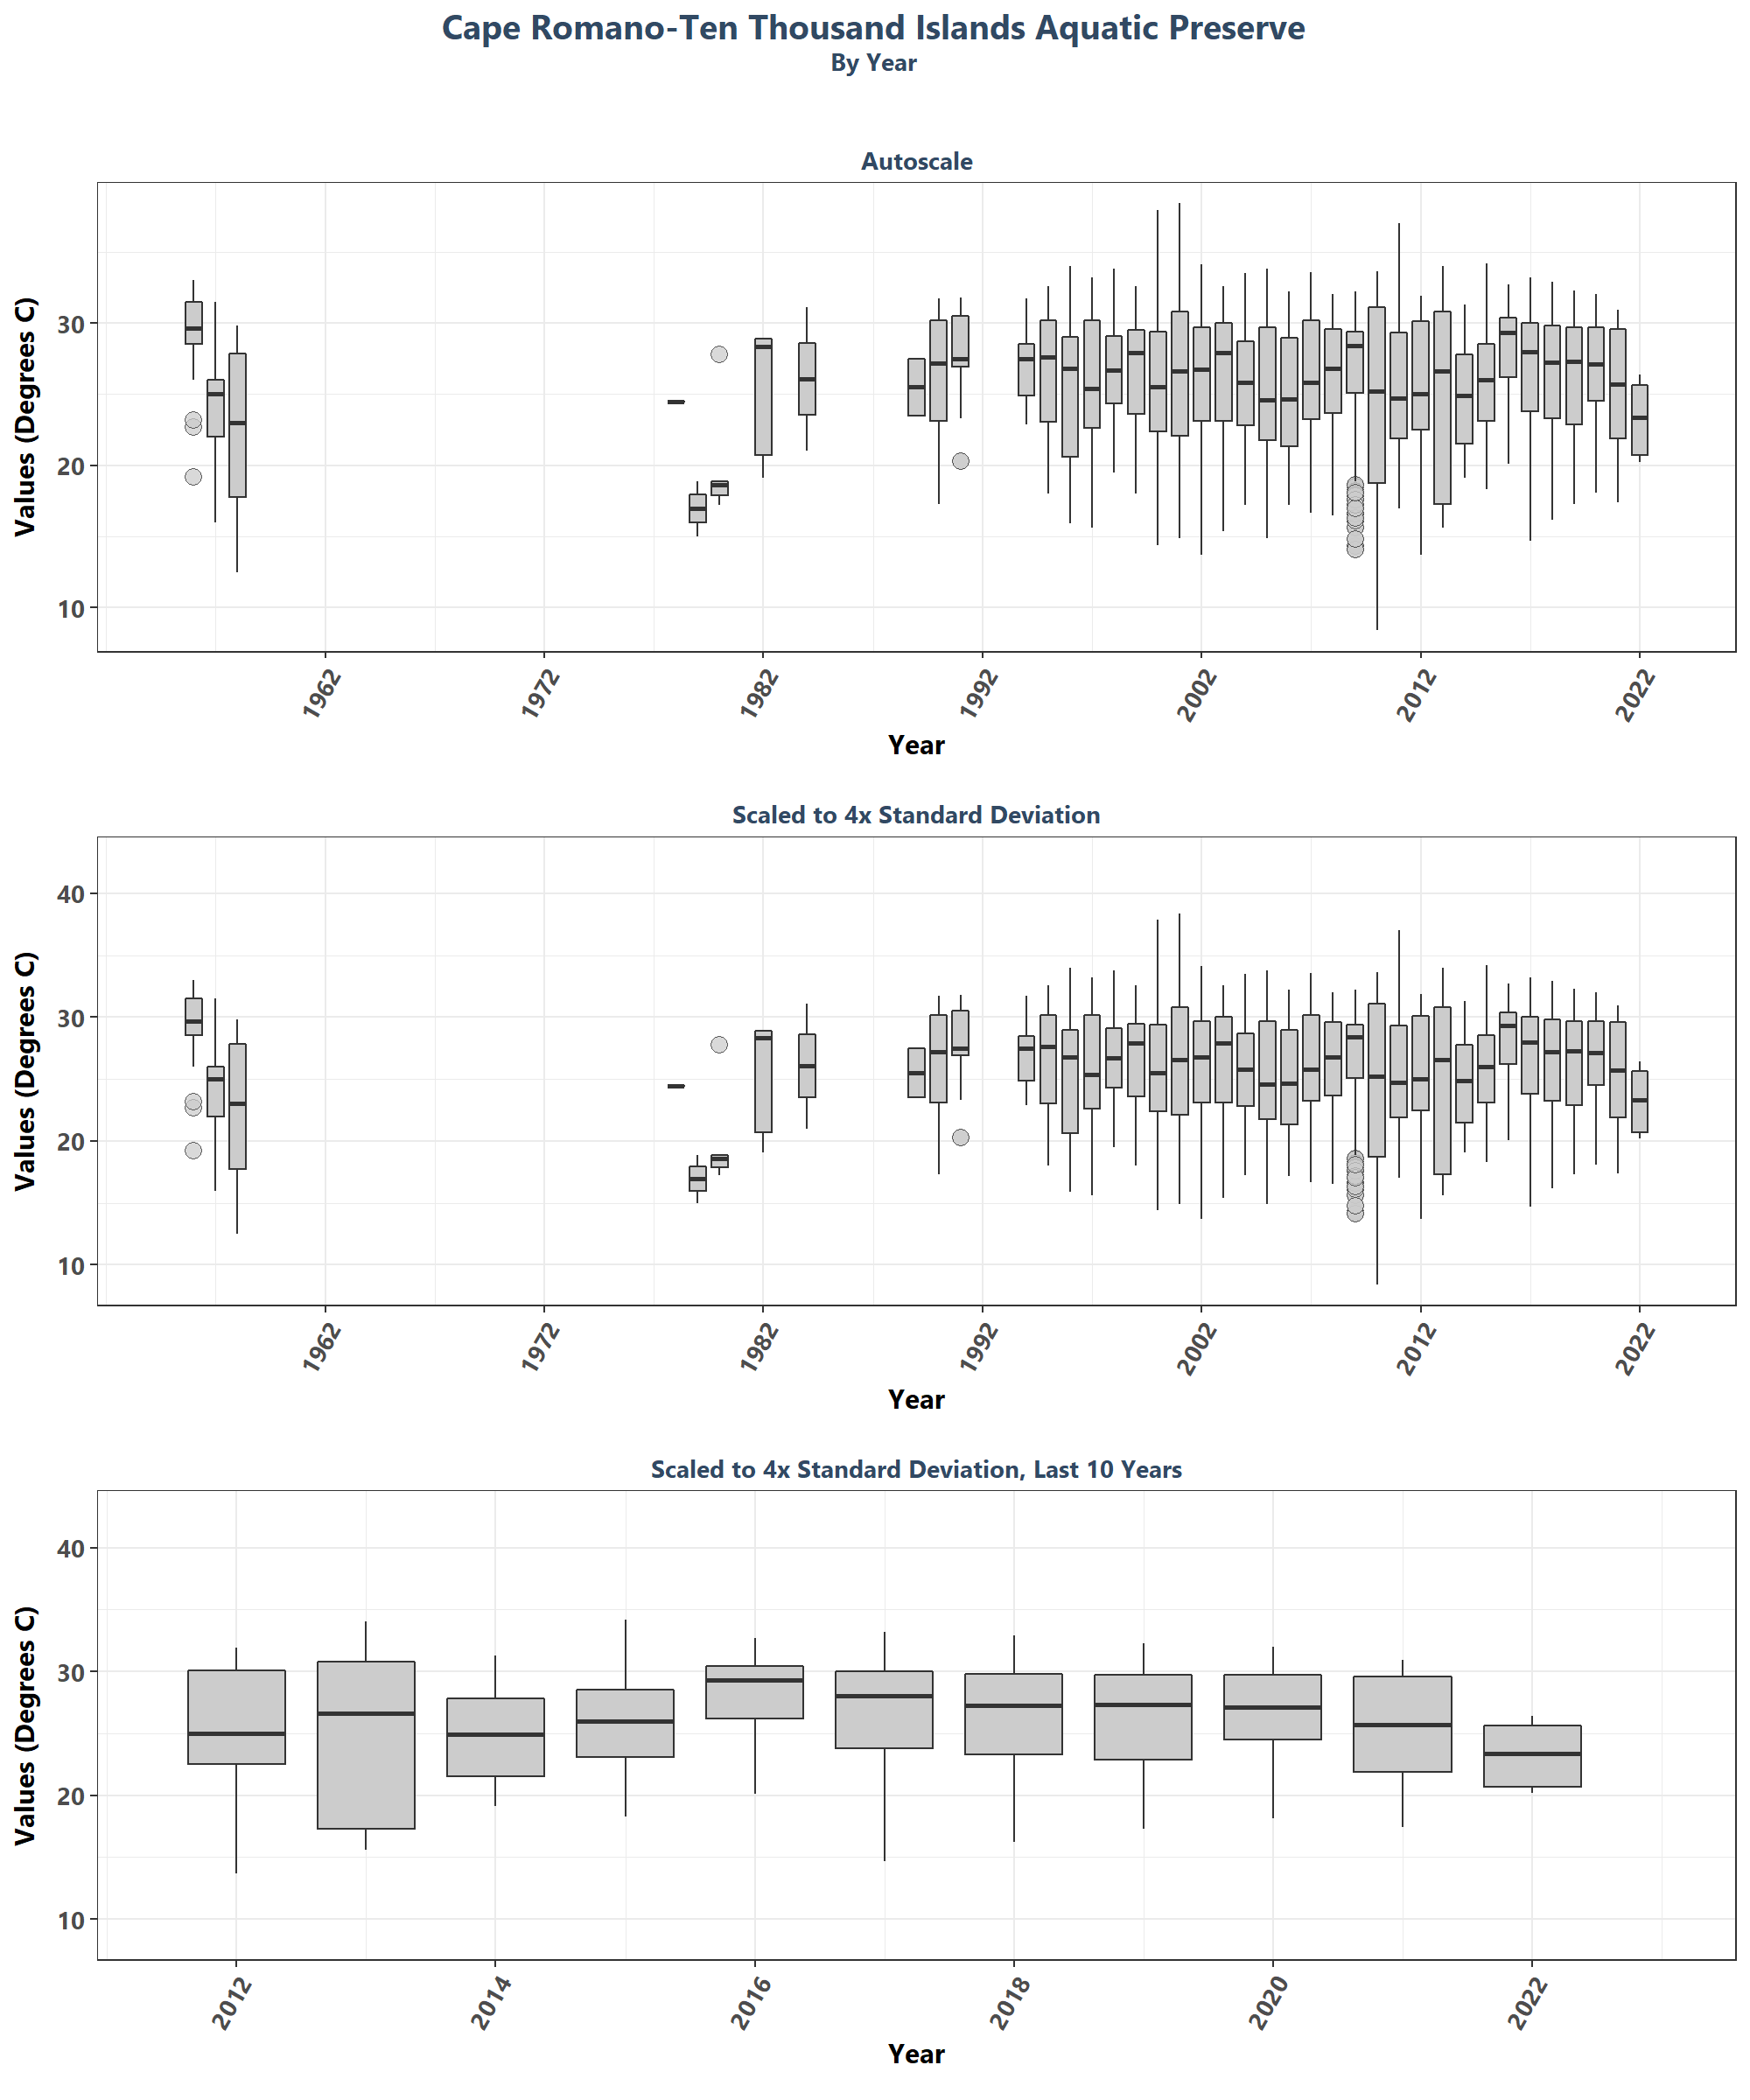 Cape Romano-Ten Thousand Islands Aquatic Preserve
By Year
Autoscale
Values (Degrees C)
30
20
10
1962 1972 1982 1992 2002 2012 2022
Year
Scaled to 4x Standard Deviation
Values (Degrees C)
40
30
20
10
1962 1972 1982 1992 2002 2012 2022
Year
Scaled to 4x Standard Deviation, Last 10 Years
Values (Degrees C)
40
30
20
10
2012 2014 2016 2018 2020 2022
Year